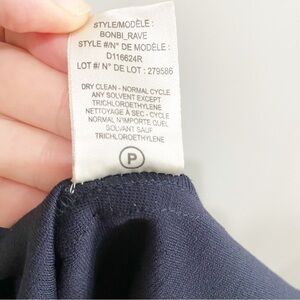 STYLE/MODÈLE :
BONBI_RAVE
STYLE #/N° DE MODÈLE :
D116624R
LOT #/ N° DE LOT : 279586
DRY CLEAN - NORMAL CYCLE
ANY SOLVENT EXCEPT
TRICHLOROETHYLENE
NETTOYAGE À SEC - CYCLE
NORMAL N'IMPORTE QUEL
SOLVANT SAUF
TRICHLOROETHYLENE
P